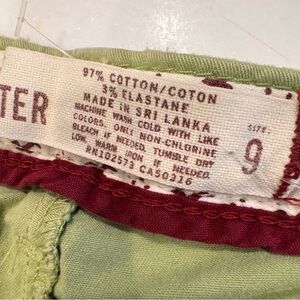 TER
97% COTTON/COTON
3% ELASTANE
MADE IN SRI LANKA
MACHINE WASH COLD WITH LIKE
COLORS. ONLY NON-CHLORINE
BLEACH IF NEEDED. TUMBLE DRY
LOW. WARM IRON IF NEEDED.
RN102573 CA50316
SIZE:
9